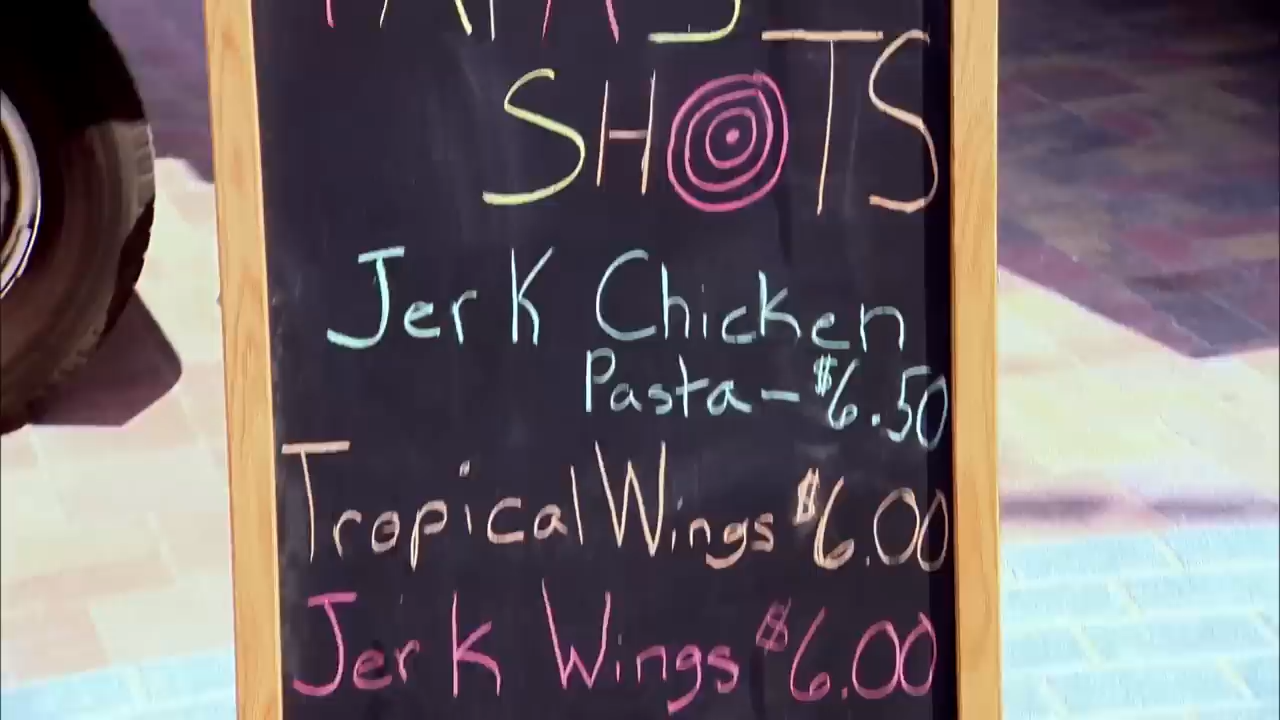 SHOTS
Jerk Chicken
Pasta - $6.50
Tropical Wings $6.00
Jerk Wings $6.00